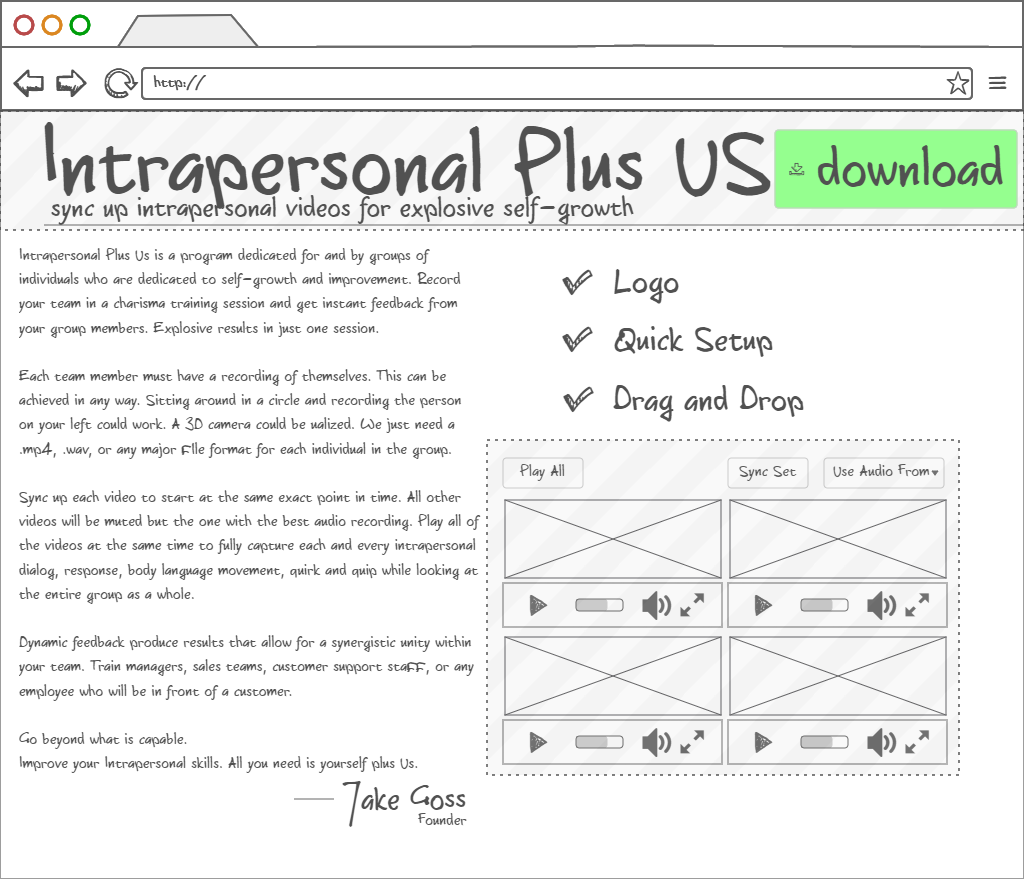 http://
Intrapersonal Plus US
download
sync up intrapersonal videos for explosive self-growth
Intrapersonal Plus Us is a program dedicated for and by groups of
individuals who are dedicated to self-growth and improvement. Record
your team in a charisma training session and get instant feedback from
your group members. Explosive results in just one session.
Each team member must have a recording of themselves. This can be
achieved in any way. Sitting around in a circle and recording the person
on your left could work. A 3D camera could be ualized. We just need a
.mp4, .wav, or any major file format for each individual in the group.
Sync up each video to start at the same exact point in time. All other
videos will be muted but the one with the best audio recording. Play all of
the videos at the same time to fully capture each and every intrapersonal
dialog, response, body language movement, quirk and quip while looking at
the entire group as a whole.
Dynamic feedback produce results that allow for a synergistic unity within
your team. Train managers, sales teams, customer support staff, or any
employee who will be in front of a customer.
Go beyond what is capable.
Improve your Intrapersonal skills. All you need is yourself plus Us.
Jake Goss
Founder
Logo
Quick Setup
Drag and Drop
Play All
Sync Set
Use Audio From